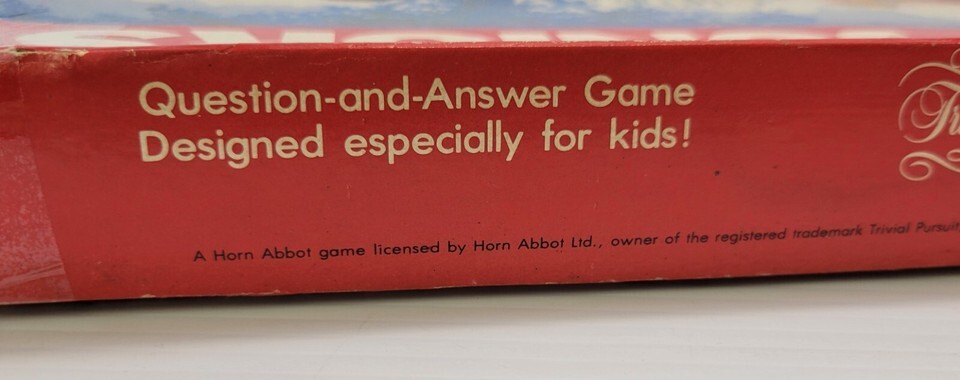 Question-and-Answer Game
Designed especially for kids!
A Horn Abbot game licensed by Horn Abbot Ltd., owner of the registered trademark Trivial Pursuit